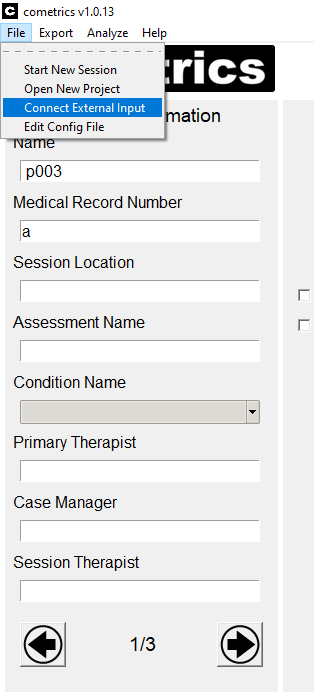 c cometrics v1.0.13
File Export Analyze Help
trics
Start New Session
Open New Project
Connect External Input
Edit Config File
mation
Name
p003
Medical Record Number
a
Session Location
Assessment Name
Condition Name
Primary Therapist
Case Manager
Session Therapist
1/3